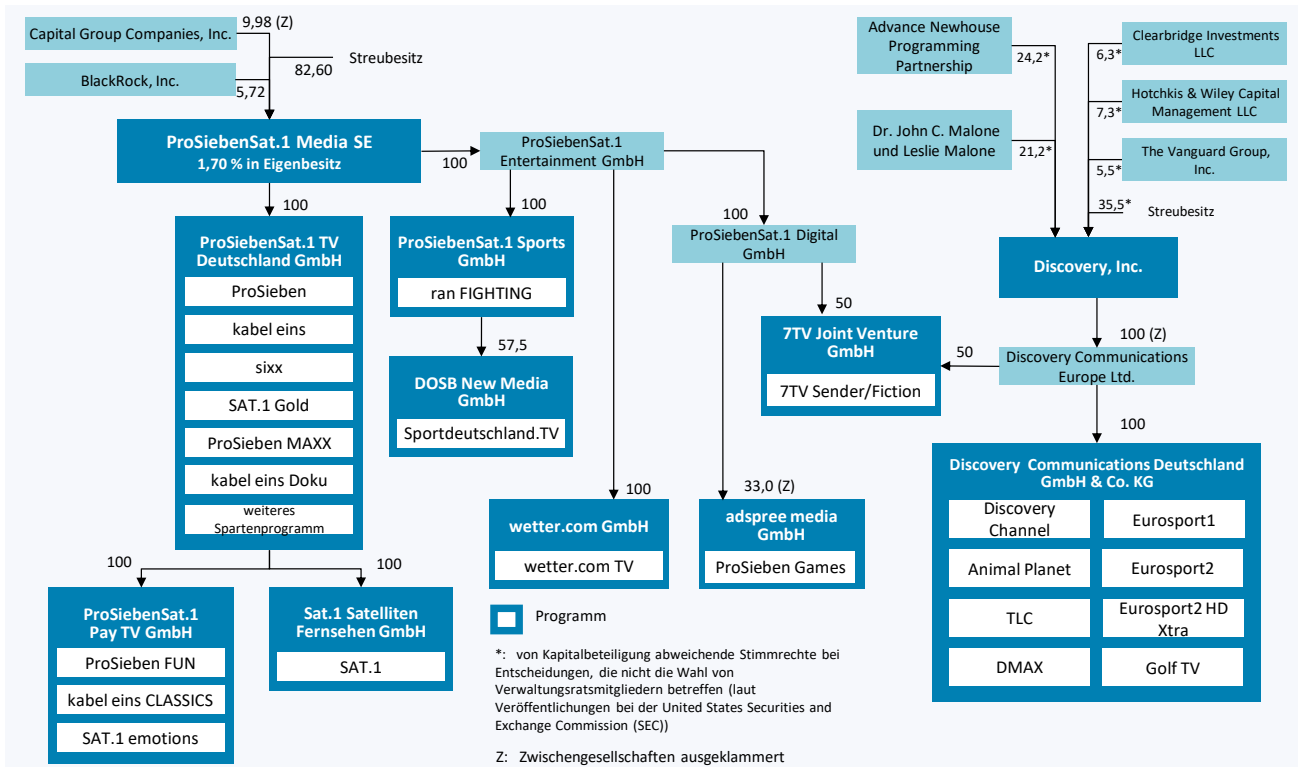 Capital Group Companies, Inc.
9,98 (Z)
Streubesitz
82,60
BlackRock, Inc.
5,72
ProSiebenSat.1 Media SE
1,70 % in Eigenbesitz
100
ProSiebenSat.1
Entertainment GmbH
100
ProSiebenSat.1 TV
Deutschland GmbH
ProSieben
kabel eins
sixx
SAT.1 Gold
ProSieben MAXX
kabel eins Doku
weiteres
Spartenprogramm
100
ProSiebenSat.1
Pay TV GmbH
ProSieben FUN
kabel eins CLASSICS
SAT.1 emotions
100
Sat.1 Satelliten
Fernsehen GmbH
SAT.1
100
ProSiebenSat.1 Sports
GmbH
ran FIGHTING
57,5
DOSB New Media
GmbH
Sportdeutschland.TV
100
wetter.com GmbH
wetter.com TV
100
ProSiebenSat.1 Digital
GmbH
33,0 (Z)
adspree media
GmbH
ProSieben Games
50
7TV Joint Venture
GmbH
7TV Sender/Fiction
50
Advance Newhouse
Programming
Partnership
24,2*
Dr. John C. Malone
und Leslie Malone
21,2*
Clearbridge Investments
LLC
6,3*
Hotchkis & Wiley Capital
Management LLC
7,3*
The Vanguard Group,
Inc.
5,5*
35,5*
Streubesitz
Discovery, Inc.
100 (Z)
Discovery Communications
Europe Ltd.
100
Discovery Communications Deutschland
GmbH & Co. KG
Discovery
Channel
Eurosport1
Animal Planet
Eurosport2
TLC
Eurosport2 HD
Xtra
DMAX
Golf TV
Programm
*: von Kapitalbeteiligung abweichende Stimmrechte bei
Entscheidungen, die nicht die Wahl von
Verwaltungsratsmitgliedern betreffen (laut
Veröffentlichungen bei der United States Securities and
Exchange Commission (SEC))
Z: Zwischengesellschaften ausgeklammert